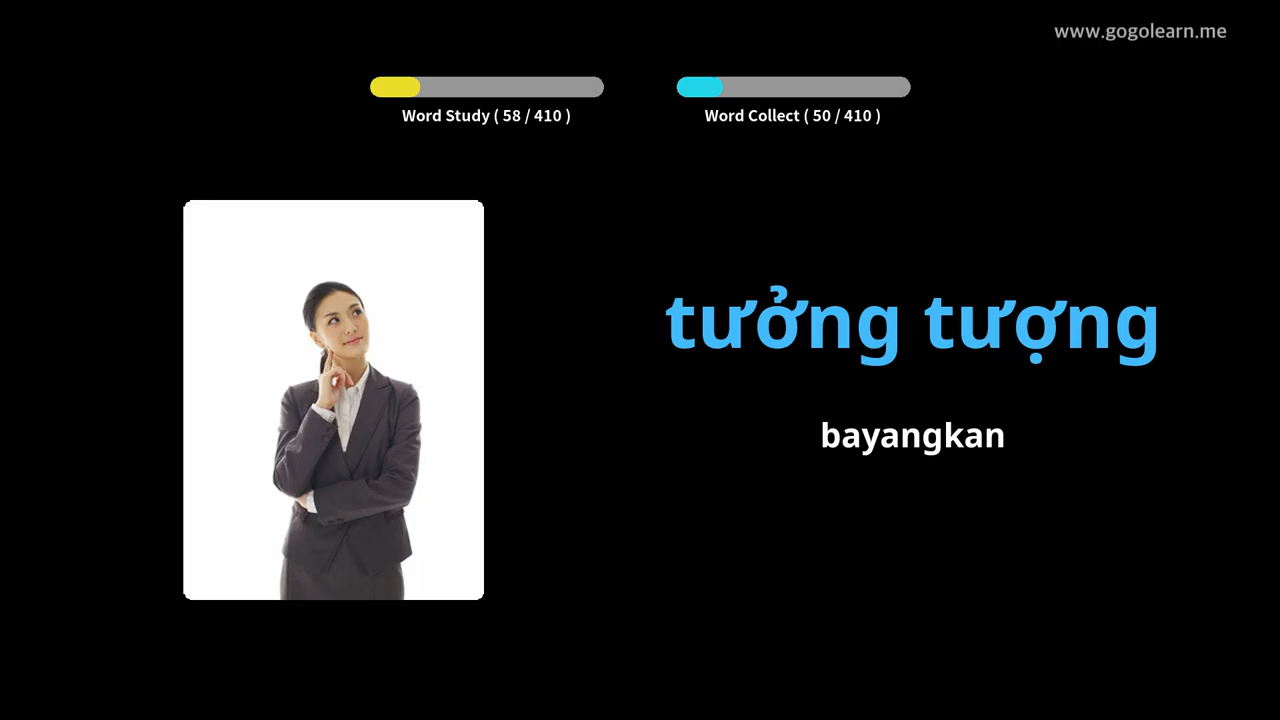 www.gogolearn.me
Word Study ( 58 / 410 )
Word Collect ( 50 / 410 )
tưởng tượng
bayangkan